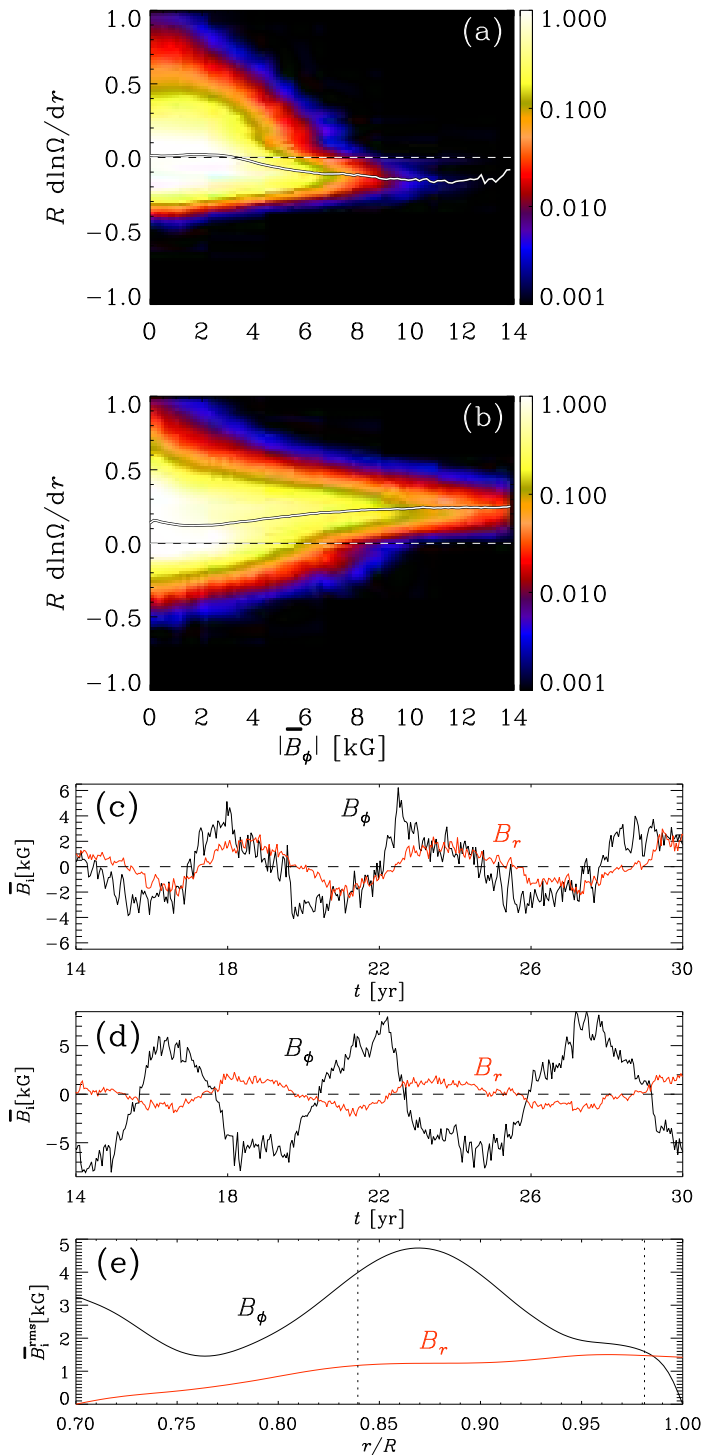 (a)
1.0
0.5
0.0
−0.5
−1.0
R dlnΩ/dr
0 2 4 6 8 10 12 14
1.000
0.100
0.010
0.001
(b)
1.0
0.5
0.0
−0.5
−1.0
R dlnΩ/dr
0 2 4 6 8 10 12 14
|B̅ϕ| [kG]
1.000
0.100
0.010
0.001
(c)
Bϕ
Br
6
4
2
0
−2
−4
−6
B̅i[kG]
14 18 22 26 30
t [yr]
(d)
Bϕ
Br
5
0
−5
B̅i[kG]
14 18 22 26 30
t [yr]
(e)
Bϕ
Br
5
4
3
2
1
0
B̅i^rms[kG]
0.70 0.75 0.80 0.85 0.90 0.95 1.00
r/R